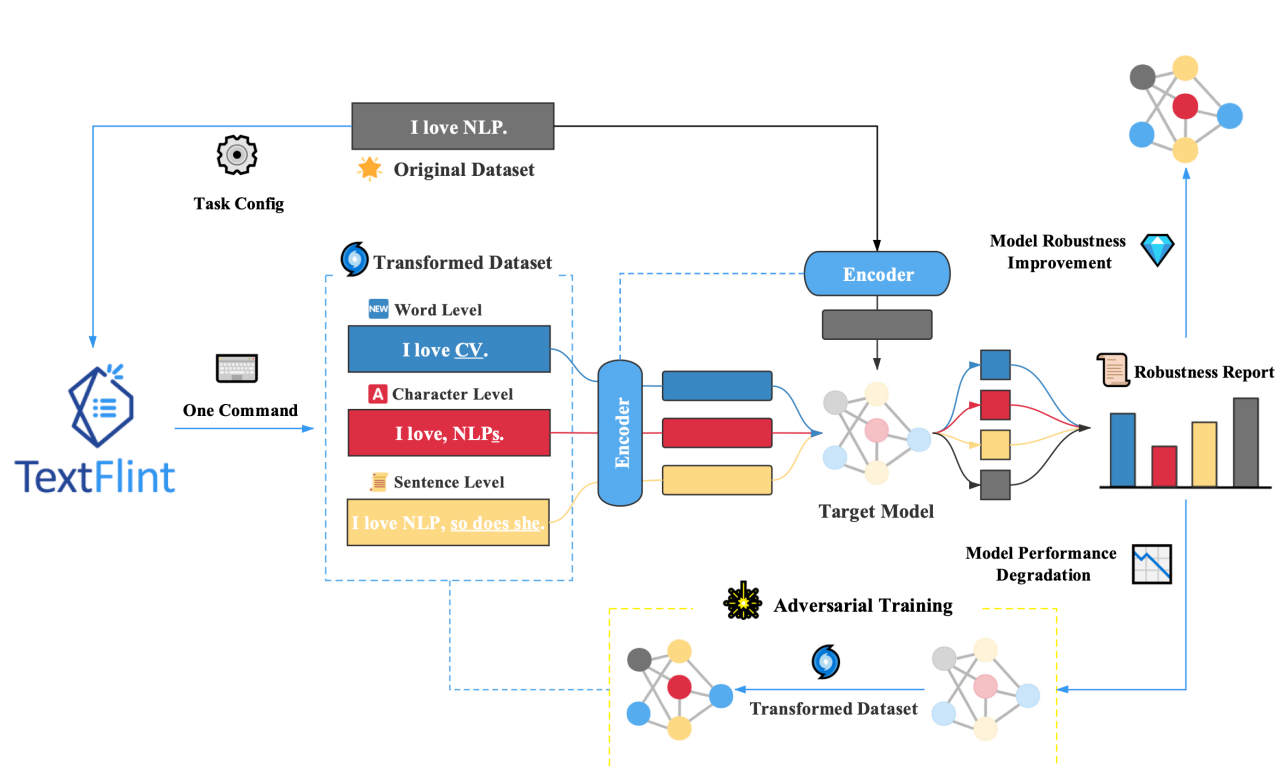 I love NLP.
Original Dataset
Task Config
Transformed Dataset
Word Level
I love CV.
Character Level
I love, NLPs.
Sentence Level
I love NLP, so does she.
TextFlint
One Command
Encoder
Encoder
Target Model
Model Robustness
Improvement
Robustness Report
Model Performance
Degradation
Adversarial Training
Transformed Dataset
NEW
A